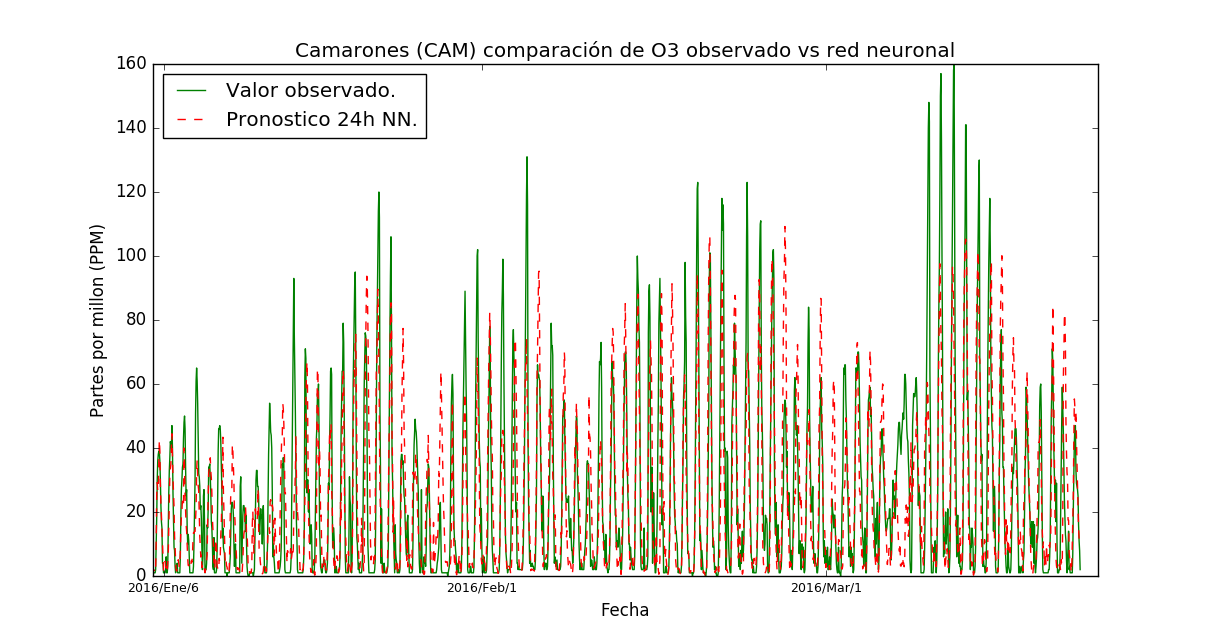 Camarones (CAM) comparación de O3 observado vs red neuronal
Valor observado.
Pronostico 24h NN.
Partes por millon (PPM)
160
140
120
100
80
60
40
20
0
2016/Ene/6
2016/Feb/1
2016/Mar/1
Fecha